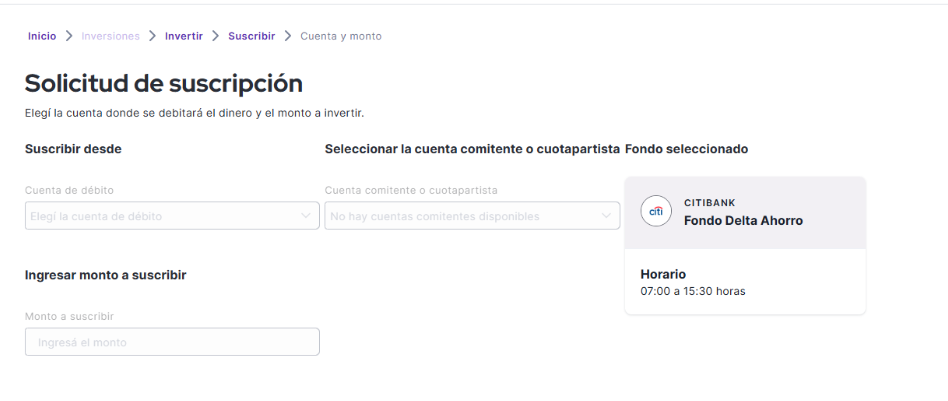 Inicio > Inversiones > Invertir > Suscribir > Cuenta y monto
Solicitud de suscripción
Elegí la cuenta donde se debitará el dinero y el monto a invertir.
Suscribir desde
Cuenta de débito
Elegí la cuenta de débito
Seleccionar la cuenta comitente o cuotapartista
Cuenta comitente o cuotapartista
No hay cuentas comitentes disponibles
Fondo seleccionado
citi
CITIBANK
Fondo Delta Ahorro
Horario
07:00 a 15:30 horas
Ingresar monto a suscribir
Monto a suscribir
Ingresá el monto